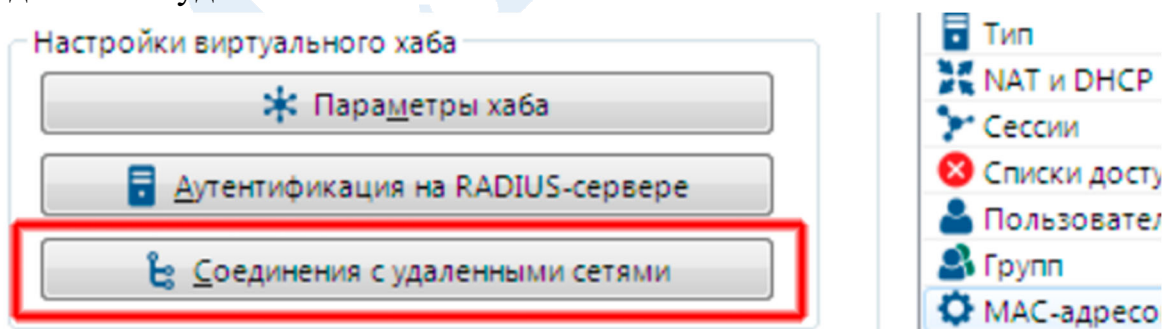 Настройки виртуального хаба
Параметры хаба
Аутентификация на RADIUS-сервере
Соединения с удаленными сетями
Тип
NAT и DHCP
Сессии
Списки досту
Пользовател
Групп
MAC-адресо